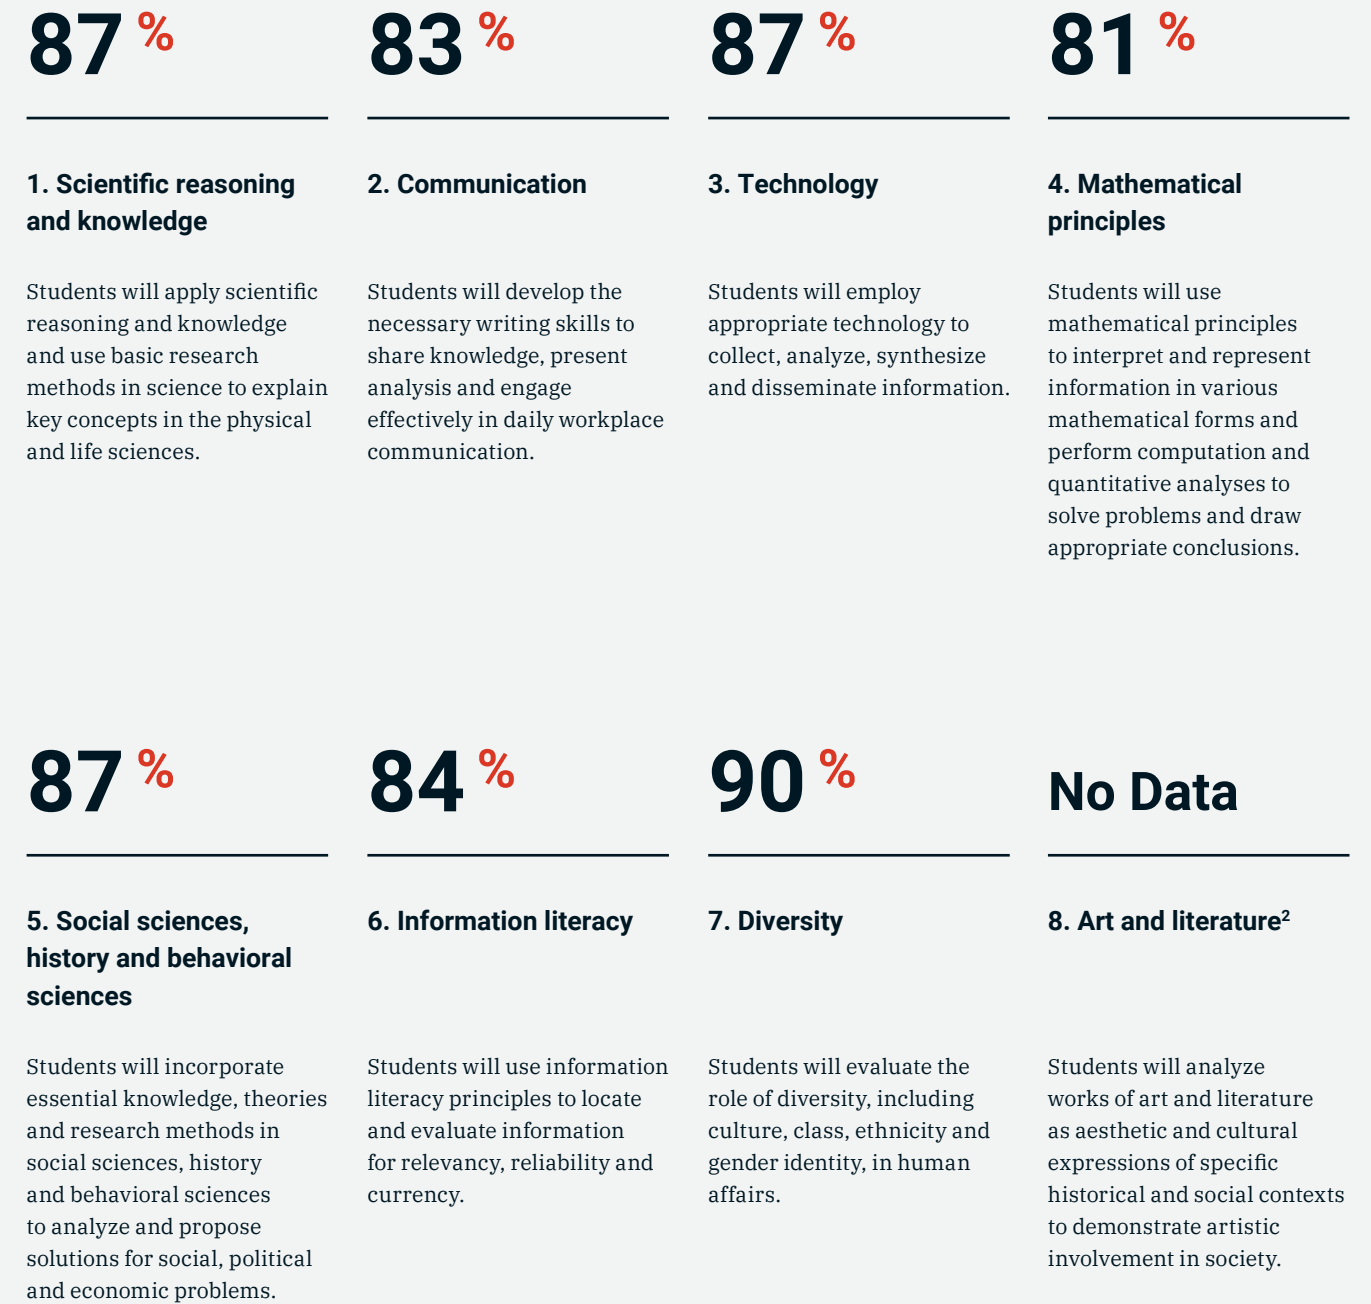 87 %
1. Scientific reasoning
and knowledge
Students will apply scientific
reasoning and knowledge
and use basic research
methods in science to explain
key concepts in the physical
and life sciences.
83 %
2. Communication
Students will develop the
necessary writing skills to
share knowledge, present
analysis and engage
effectively in daily workplace
communication.
87 %
3. Technology
Students will employ
appropriate technology to
collect, analyze, synthesize
and disseminate information.
81 %
4. Mathematical
principles
Students will use
mathematical principles
to interpret and represent
information in various
mathematical forms and
perform computation and
quantitative analyses to
solve problems and draw
appropriate conclusions.
87 %
5. Social sciences,
history and behavioral
sciences
Students will incorporate
essential knowledge, theories
and research methods in
social sciences, history
and behavioral sciences
to analyze and propose
solutions for social, political
and economic problems.
84 %
6. Information literacy
Students will use information
literacy principles to locate
and evaluate information
for relevancy, reliability and
currency.
90 %
7. Diversity
Students will evaluate the
role of diversity, including
culture, class, ethnicity and
gender identity, in human
affairs.
No Data
8. Art and literature²
Students will analyze
works of art and literature
as aesthetic and cultural
expressions of specific
historical and social contexts
to demonstrate artistic
involvement in society.